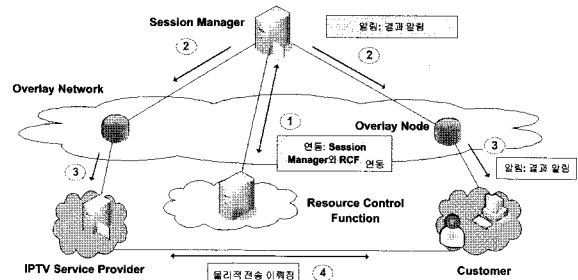 Session Manager
알림: 결과 알림
2
2
Overlay Network
1
Overlay Node
연동: Session
Manager와 RCF 연동
3
3
알림: 결과 알림
Resource Control
Function
IPTV Service Provider
물리적 전송 이뤄짐
4
Customer